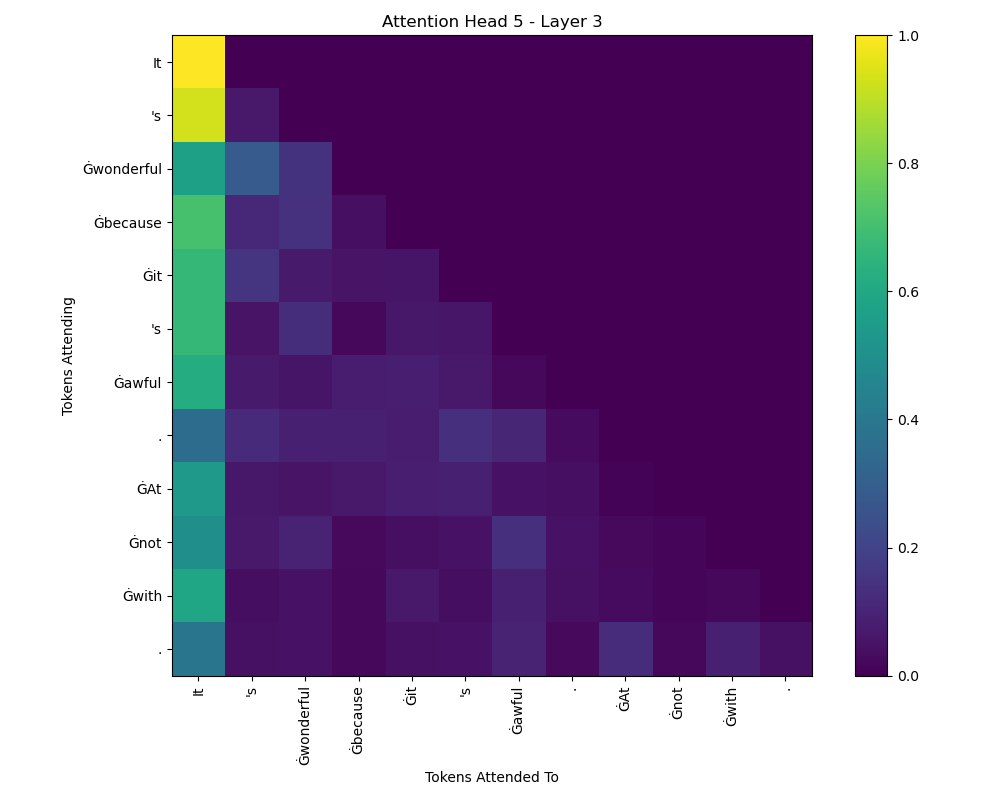 Attention Head 5 - Layer 3
It
's
Ġwonderful
Ġbecause
Ġit
's
Ġawful
.
ĠAt
Ġnot
Ġwith
.
Tokens Attending
It
's
Ġwonderful
Ġbecause
Ġit
's
Ġawful
.
ĠAt
Ġnot
Ġwith
.
Tokens Attended To
1.0
0.8
0.6
0.4
0.2
0.0